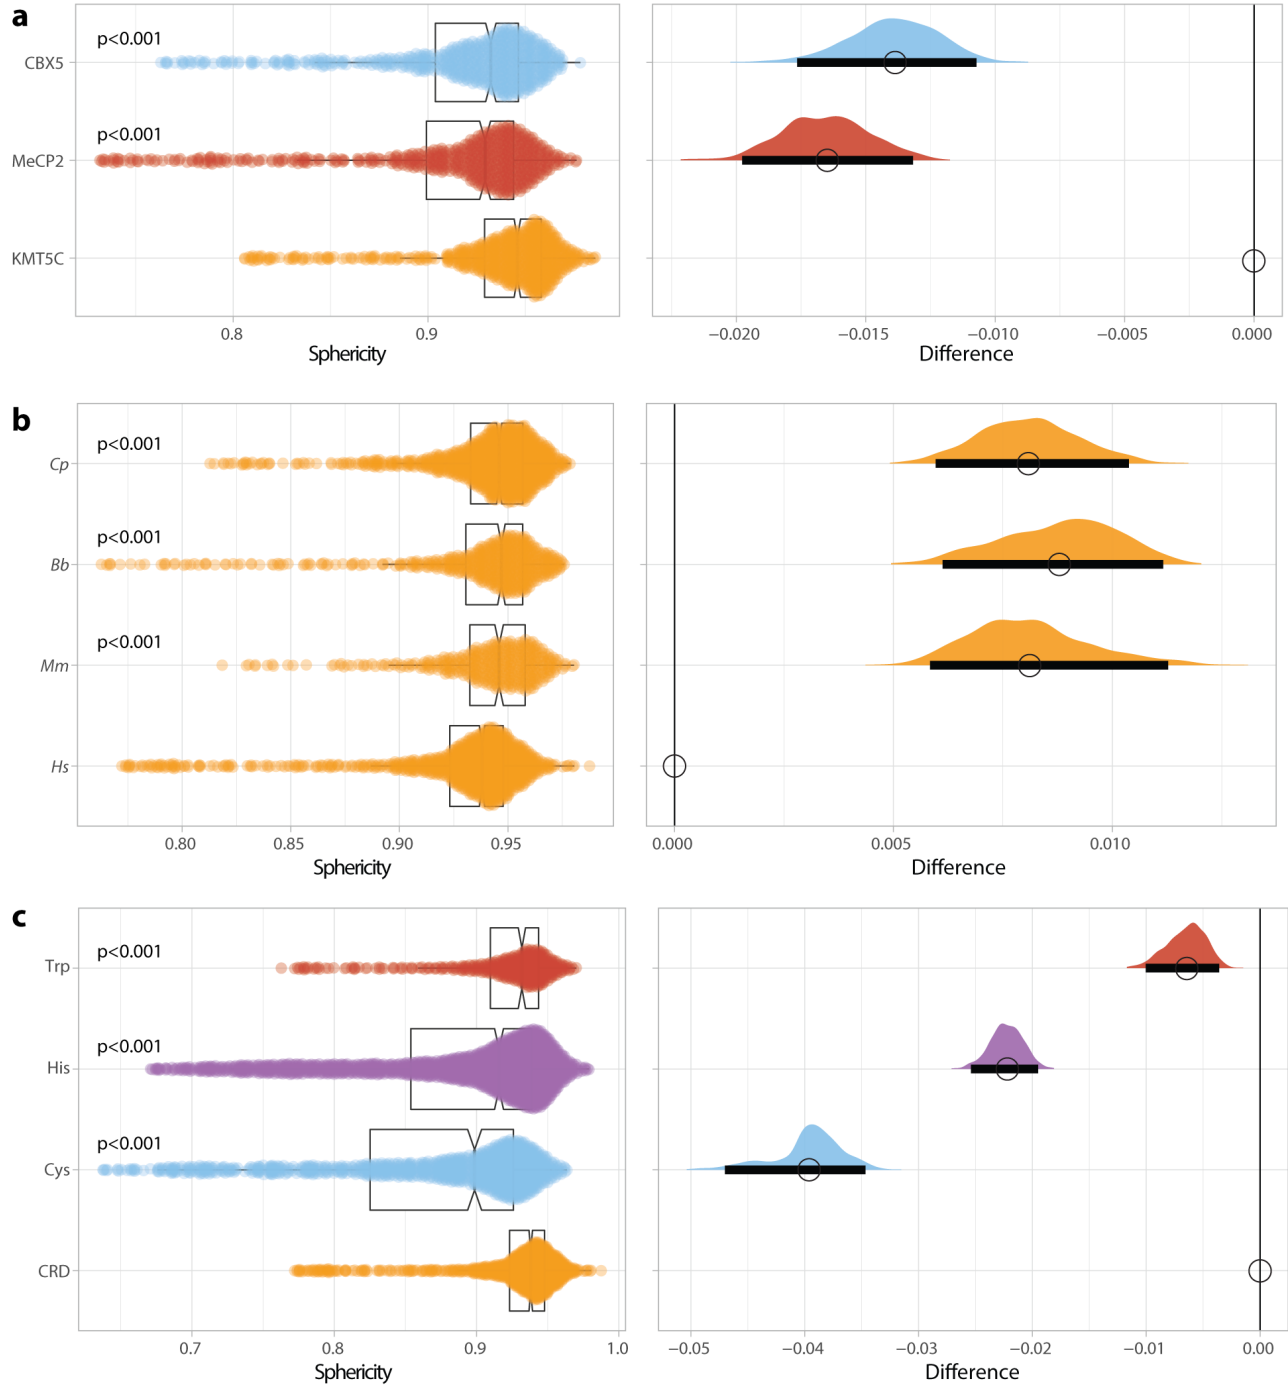 a
p<0.001
CBX5
p<0.001
MeCP2
KMT5C
0.8 0.9
Sphericity
−0.020 −0.015 −0.010 −0.005 0.000
Difference
b
p<0.001
Cp
p<0.001
Bb
p<0.001
Mm
Hs
0.80 0.85 0.90 0.95
Sphericity
0.000 0.005 0.010
Difference
c
p<0.001
Trp
p<0.001
His
p<0.001
Cys
CRD
0.7 0.8 0.9 1.0
Sphericity
−0.05 −0.04 −0.03 −0.02 −0.01 0.00
Difference